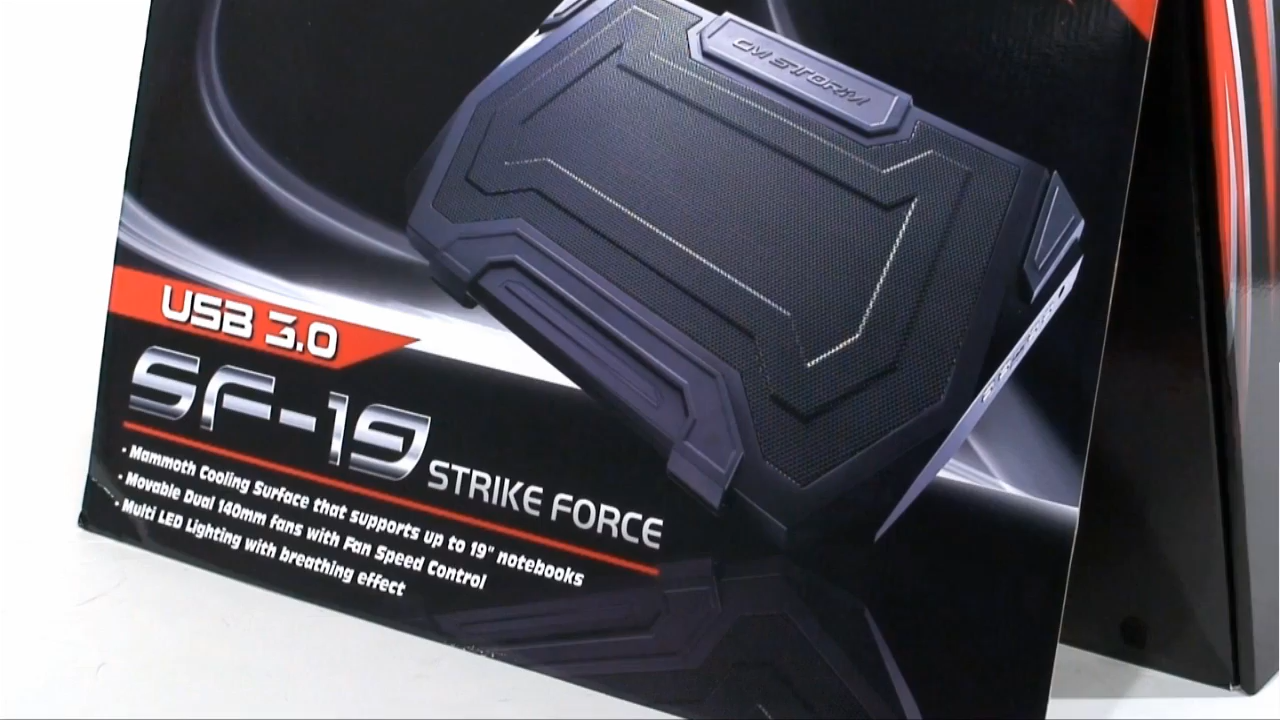 CM STORM
USB 3.0
SF-19 STRIKE FORCE
- Mammoth Cooling Surface that supports up to 19" notebooks
- Movable Dual 140mm fans with Fan Speed Control
- Multi LED Lighting with breathing effect